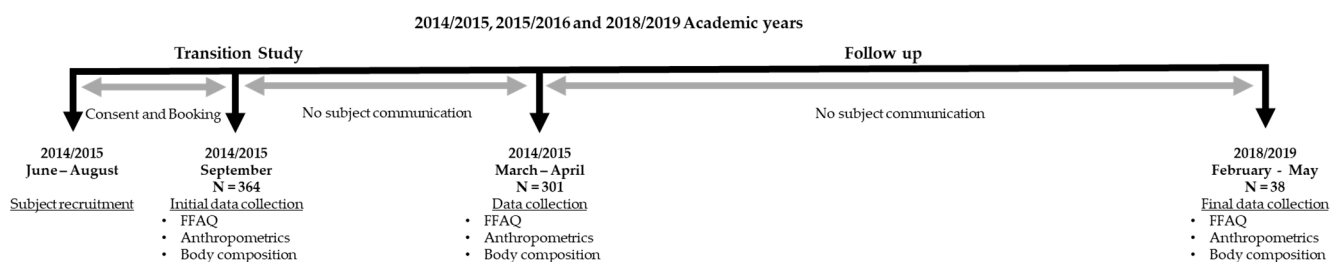 2014/2015, 2015/2016 and 2018/2019 Academic years
Transition Study
Follow up
Consent and Booking
No subject communication
No subject communication
2014/2015
June – August
Subject recruitment
2014/2015
September
N = 364
Initial data collection
• FFAQ
• Anthropometrics
• Body composition
2014/2015
March – April
N = 301
Data collection
• FFAQ
• Anthropometrics
• Body composition
2018/2019
February - May
N = 38
Final data collection
• FFAQ
• Anthropometrics
• Body composition